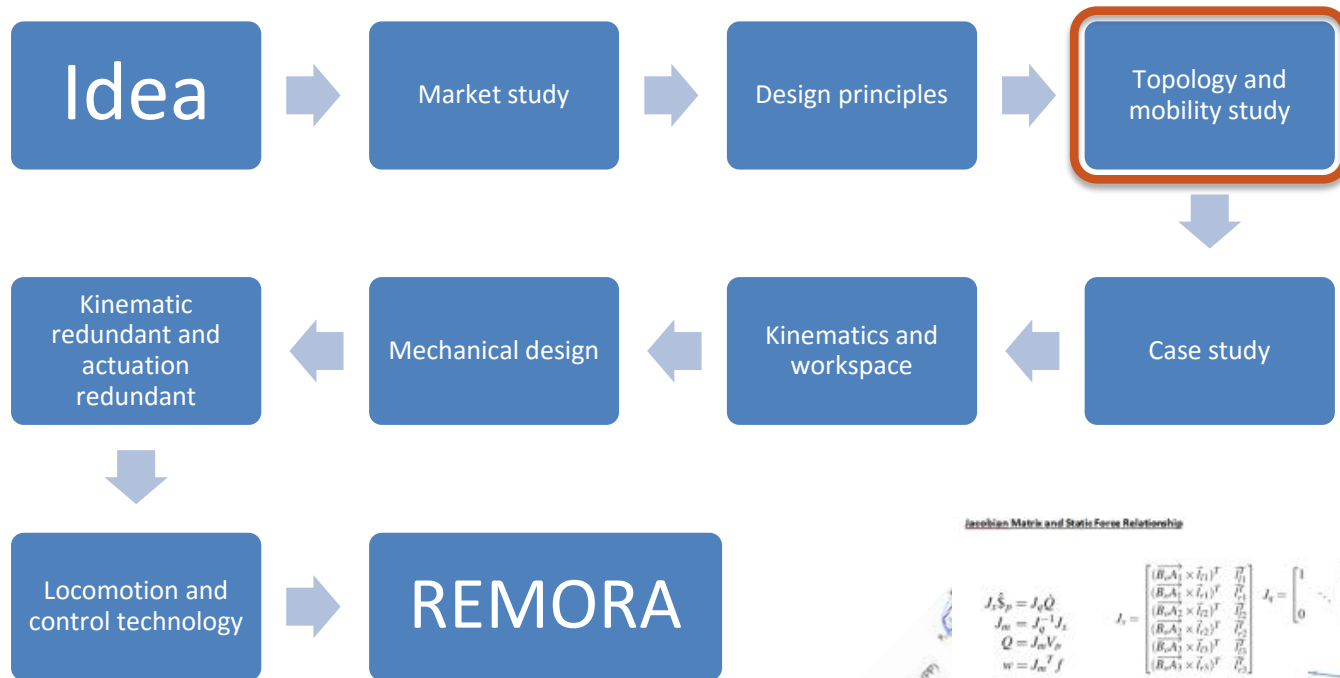 Idea
Market study
Design principles
Topology and
mobility study
Kinematic
redundant and
actuation
redundant
Mechanical design
Kinematics and
workspace
Case study
Locomotion and
control technology
REMORA
Jacobian Matrix and Static Force Relationship